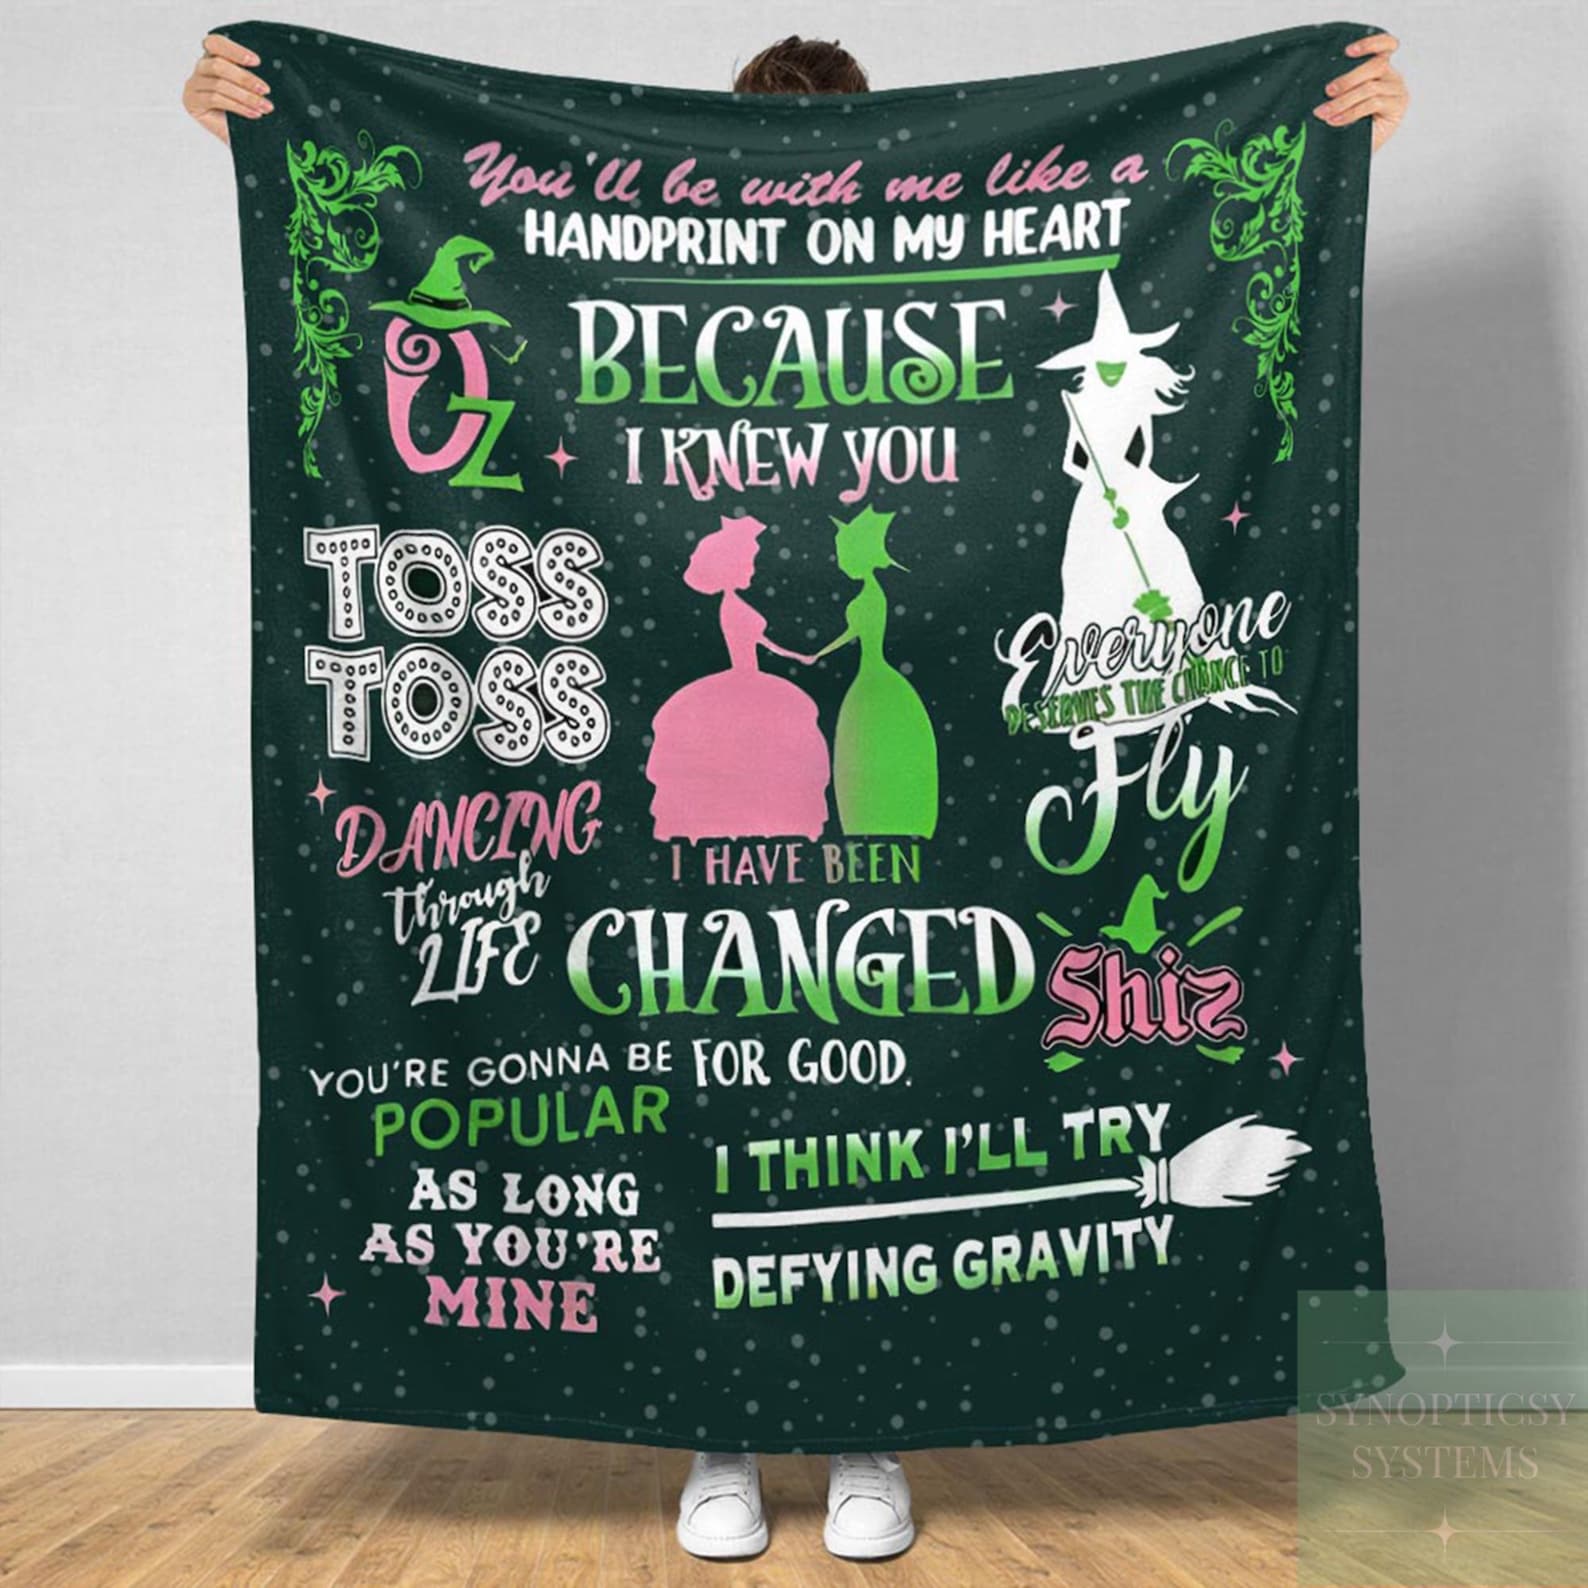 You'll be with me like a
HANDPRINT ON MY HEART
Oz
BECAUSE
I KNEW YOU
TOSS
TOSS
Everyone
DESERVES THE CHANCE TO
Fly
DANCING
through
LIFE
I HAVE BEEN
CHANGED
FOR GOOD.
Shiz
YOU'RE GONNA BE
POPULAR
AS LONG
AS YOU'RE
MINE
I THINK I'LL TRY
DEFYING GRAVITY
SYNOPTICSY
SYSTEMS